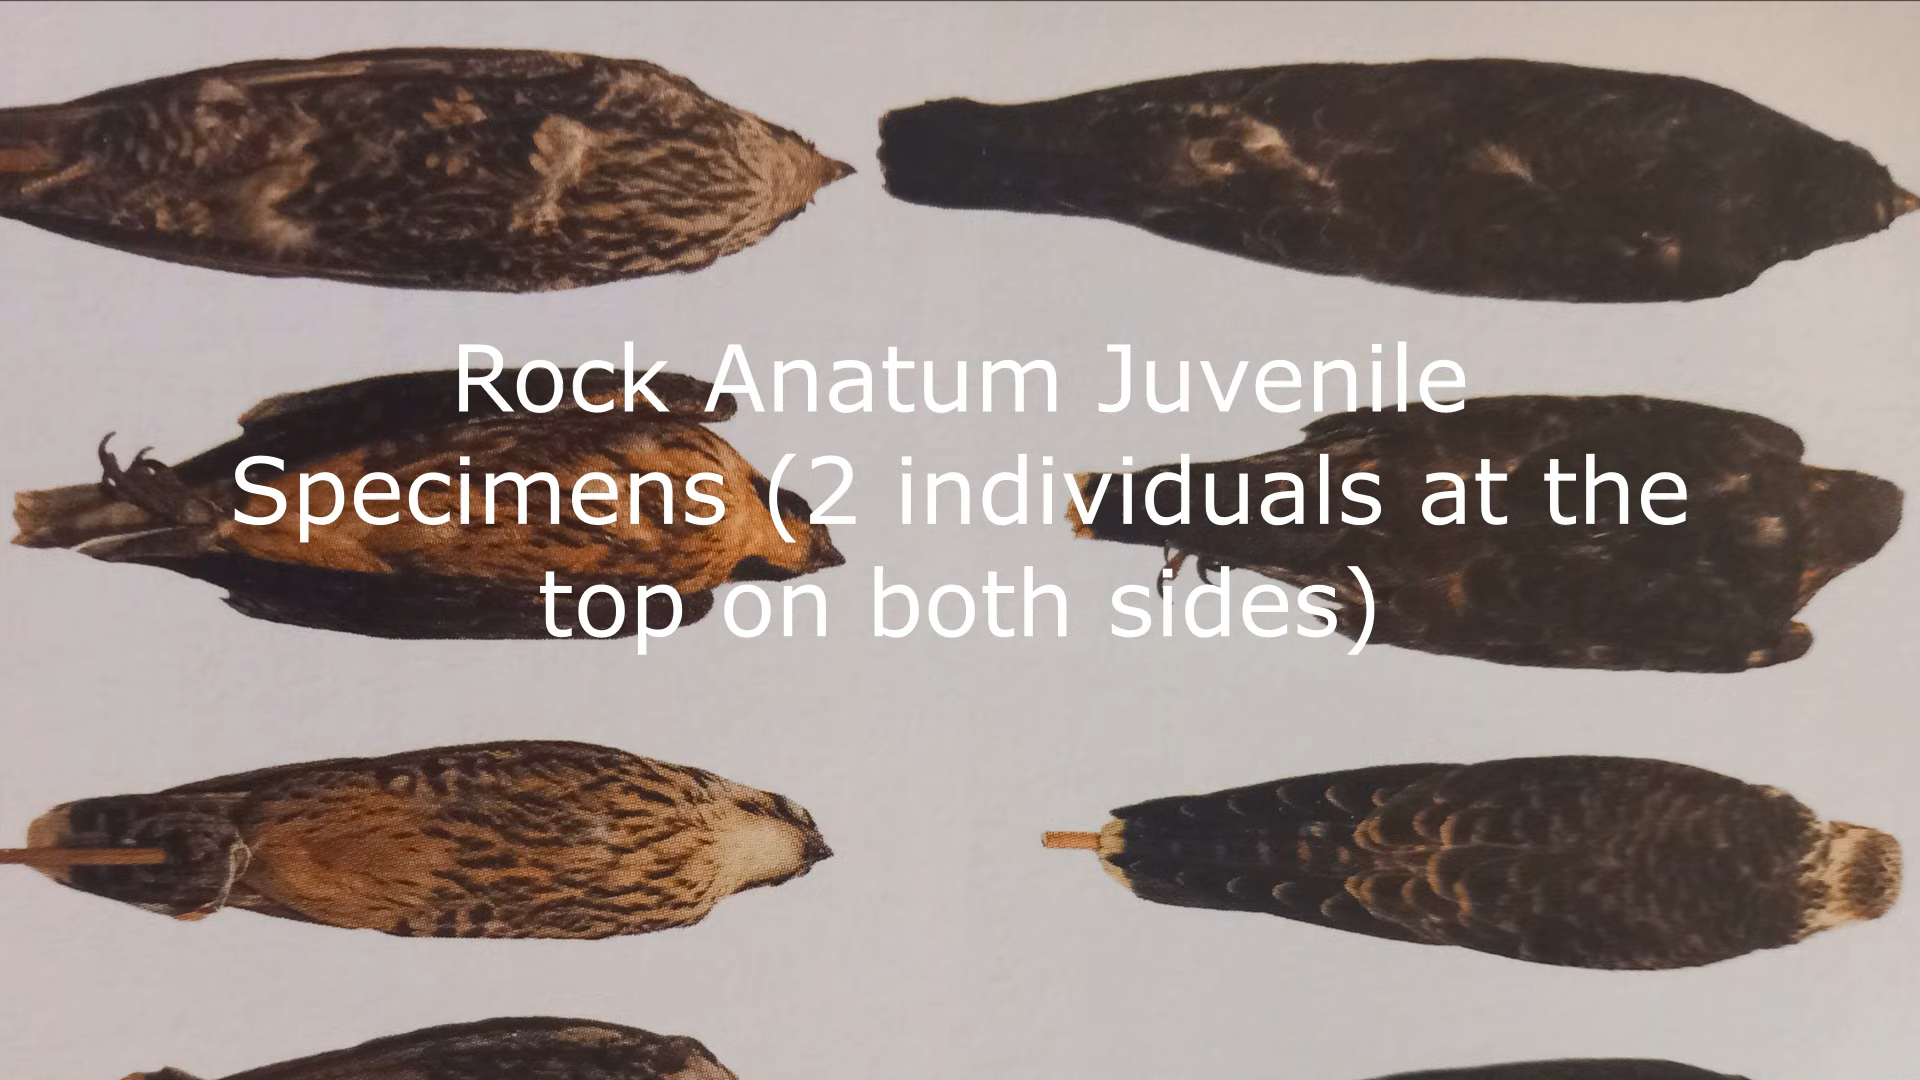 Rock Anatum Juvenile
Specimens (2 individuals at the
top on both sides)